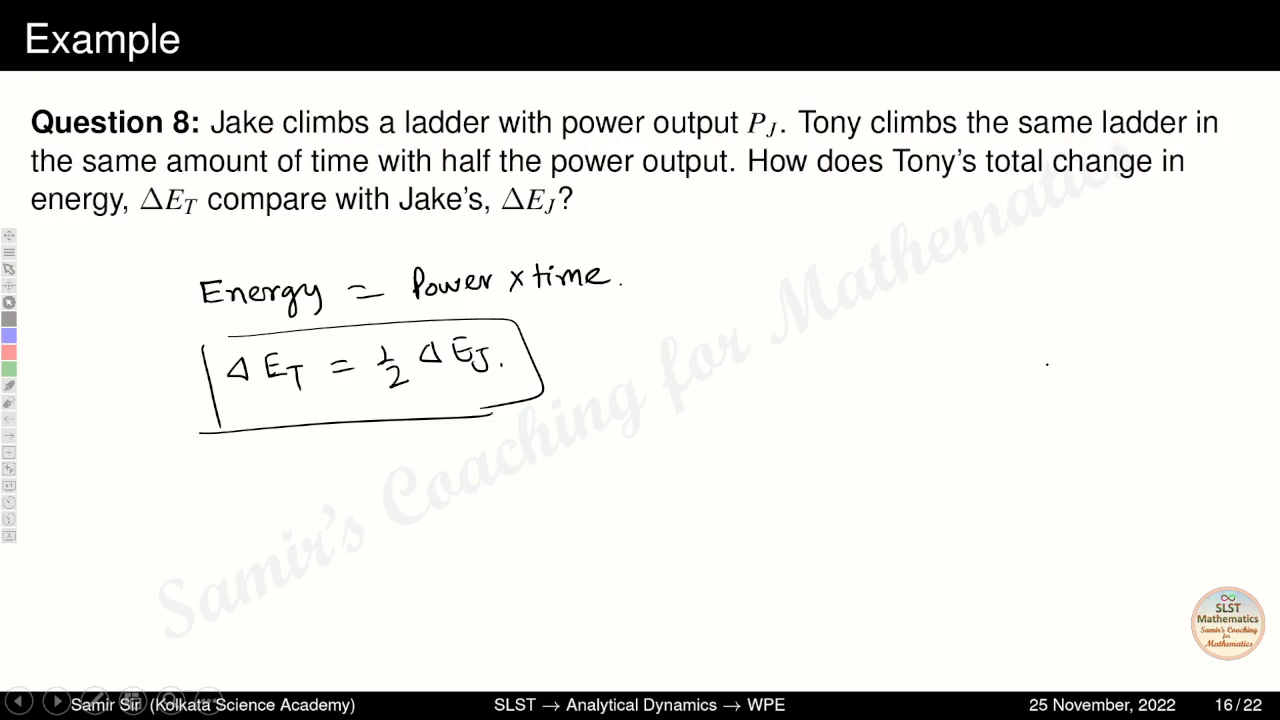 Example
Question 8: Jake climbs a ladder with power output P_J. Tony climbs the same ladder in
the same amount of time with half the power output. How does Tony's total change in
energy, ΔE_T compare with Jake's, ΔE_J?
Energy = Power × time.
Δ E_T = 1/2 Δ E_J.
Samir's Coaching for Mathematics
SLST
Mathematics
Samir's Coaching
for
Mathematics
Samir Sir (Kolkata Science Academy) SLST → Analytical Dynamics → WPE 25 November, 2022 16 / 22